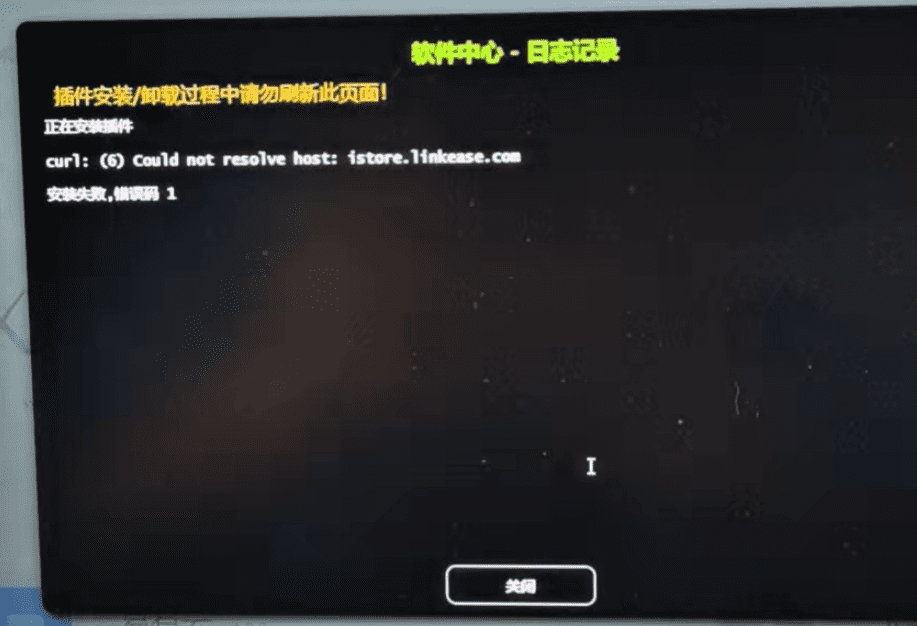 软件中心 - 日志记录
插件安装/卸载过程中请勿刷新此页面!
正在安装插件
curl: (6) Could not resolve host: istore.linkease.com
安装失败,错误码 1
关闭